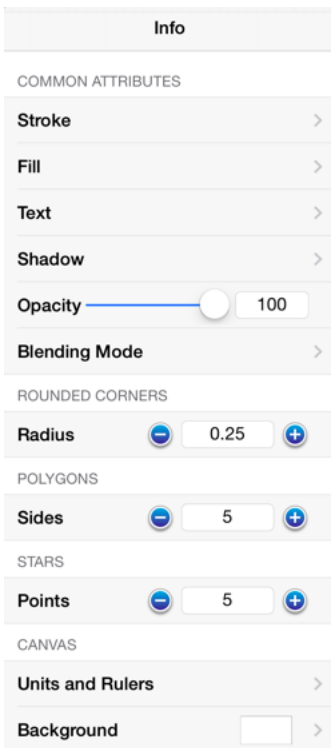 Info
COMMON ATTRIBUTES
Stroke
Fill
Text
Shadow
Opacity 100
Blending Mode
ROUNDED CORNERS
Radius 0.25
POLYGONS
Sides 5
STARS
Points 5
CANVAS
Units and Rulers
Background